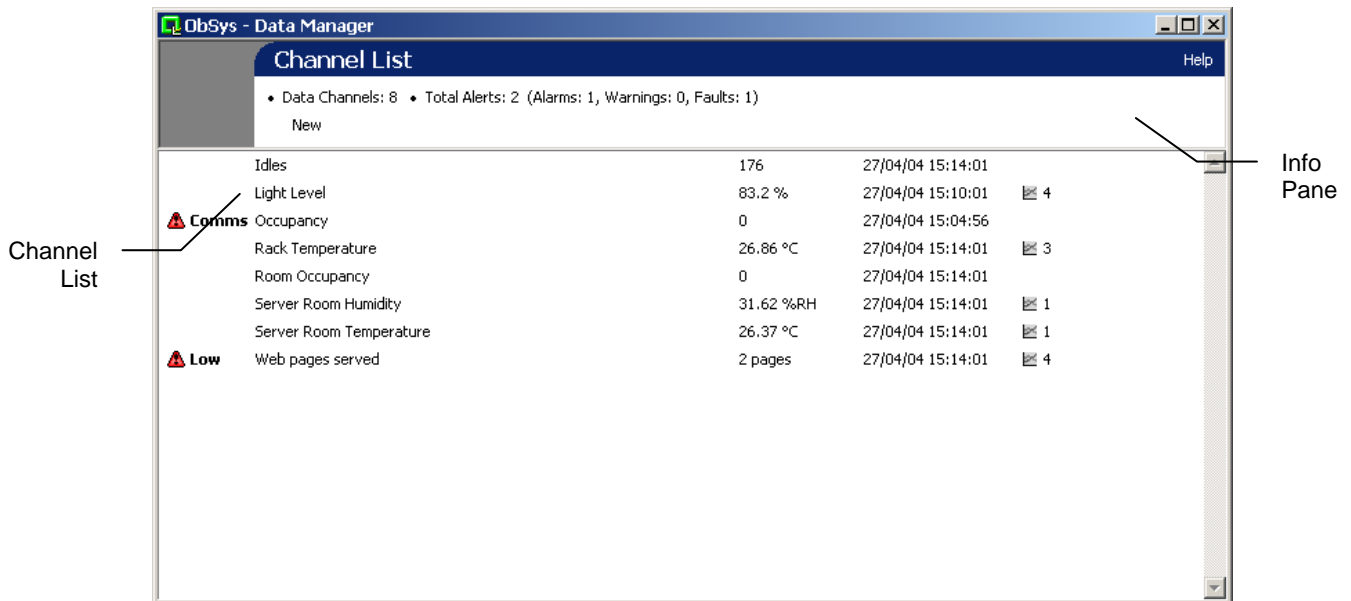 ObSys - Data Manager
Channel List
Help
• Data Channels: 8 • Total Alerts: 2 (Alarms: 1, Warnings: 0, Faults: 1)
New
Idles 176 27/04/04 15:14:01
Light Level 83.2 % 27/04/04 15:10:01 4
Comms Occupancy 0 27/04/04 15:04:56
Rack Temperature 26.86 °C 27/04/04 15:14:01 3
Room Occupancy 0 27/04/04 15:14:01
Server Room Humidity 31.62 %RH 27/04/04 15:14:01 1
Server Room Temperature 26.37 °C 27/04/04 15:14:01 1
Low Web pages served 2 pages 27/04/04 15:14:01 4
Channel
List
Info
Pane